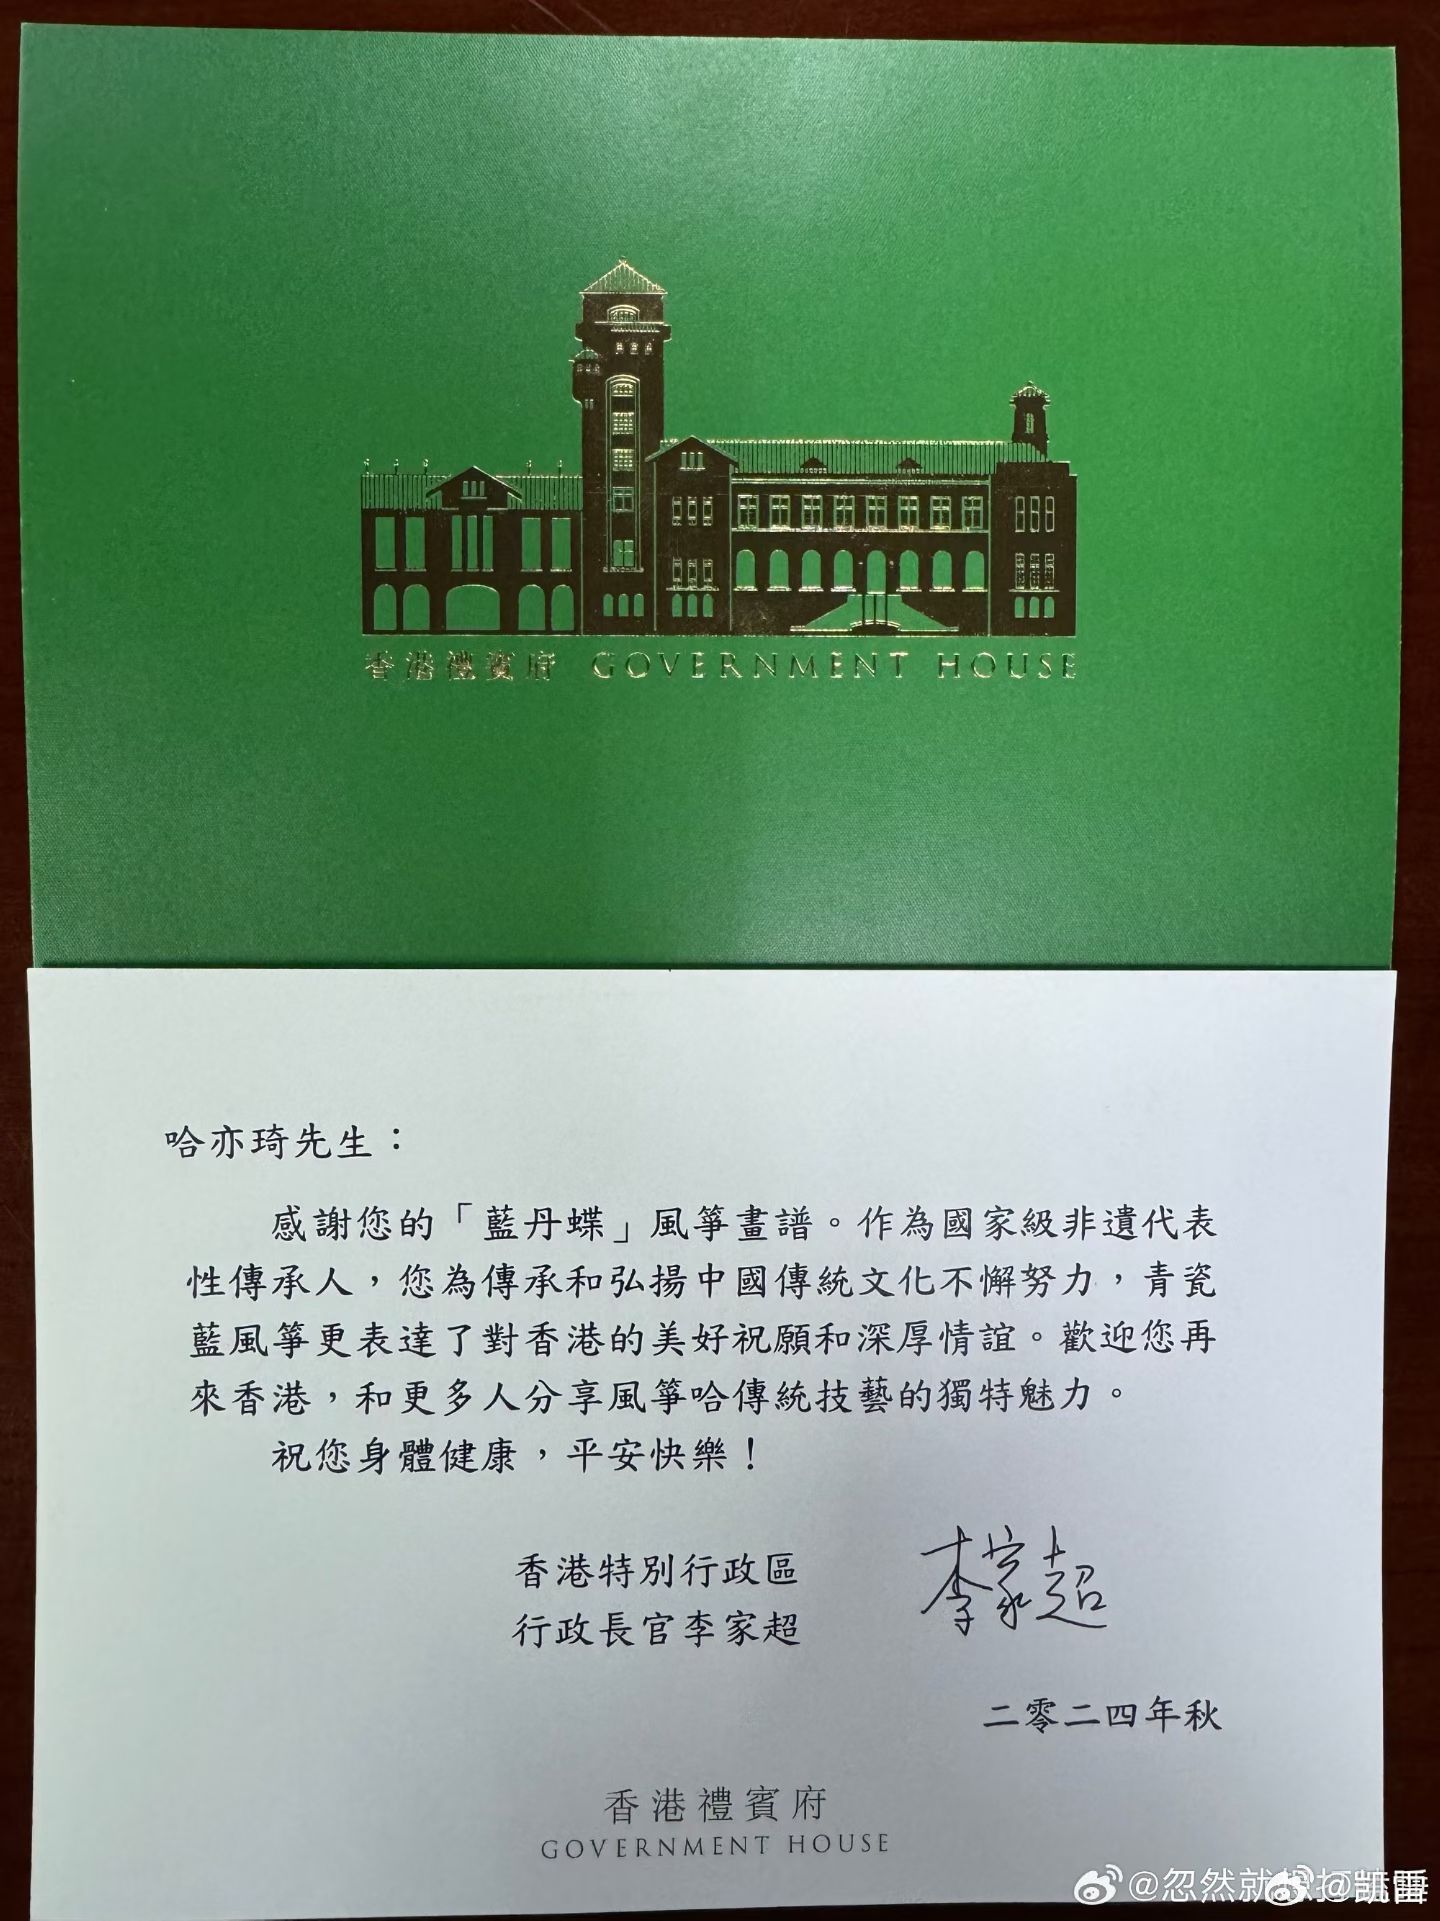 香港禮賓府 GOVERNMENT HOUSE
哈亦琦先生：
感謝您的「藍丹蝶」風箏畫譜。作為國家級非遺代表
性傳承人，您為傳承和弘揚中國傳統文化不懈努力，青瓷
藍風箏更表達了對香港的美好祝願和深厚情誼。歡迎您再
來香港，和更多人分享風箏哈傳統技藝的獨特魅力。
祝您身體健康，平安快樂！
香港特別行政區
行政長官李家超
李家超
二零二四年秋
香港禮賓府
GOVERNMENT HOUSE
@忽然就
@凱雷